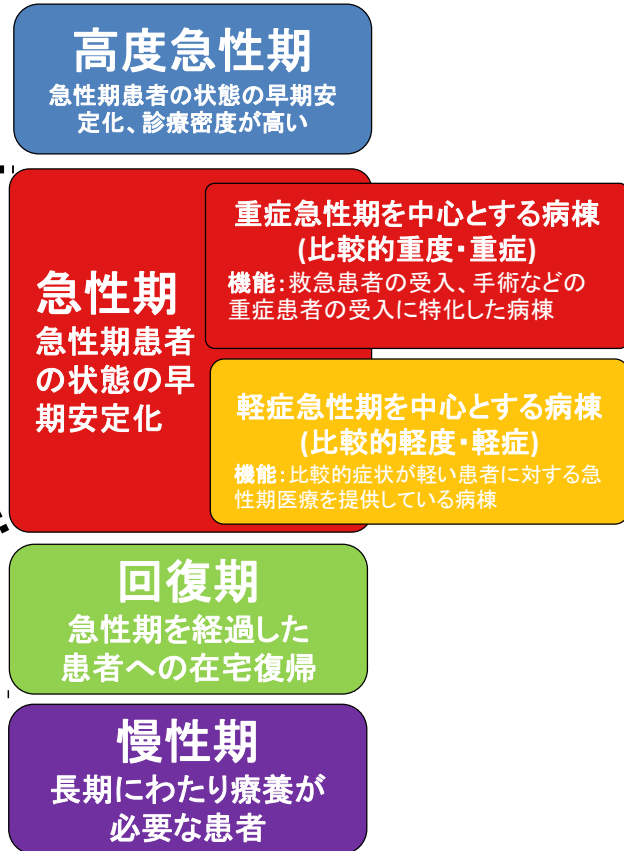 高度急性期
急性期患者の状態の早期安
定化、診療密度が高い
急性期
急性期患者
の状態の早
期安定化
重症急性期を中心とする病棟
(比較的重度・重症)
機能：救急患者の受入、手術などの
重症患者の受入に特化した病棟
軽症急性期を中心とする病棟
(比較的軽度・軽症)
機能：比較的症状が軽い患者に対する急
性期医療を提供している病棟
回復期
急性期を経過した
患者への在宅復帰
慢性期
長期にわたり療養が
必要な患者